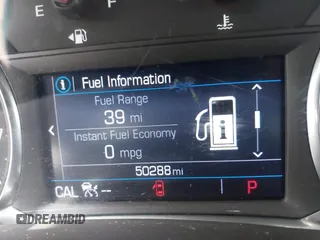 E F
Fuel Information
Fuel Range
39 mi
Instant Fuel Economy
0 mpg
50288 mi
CAL -- P
DREAMBID